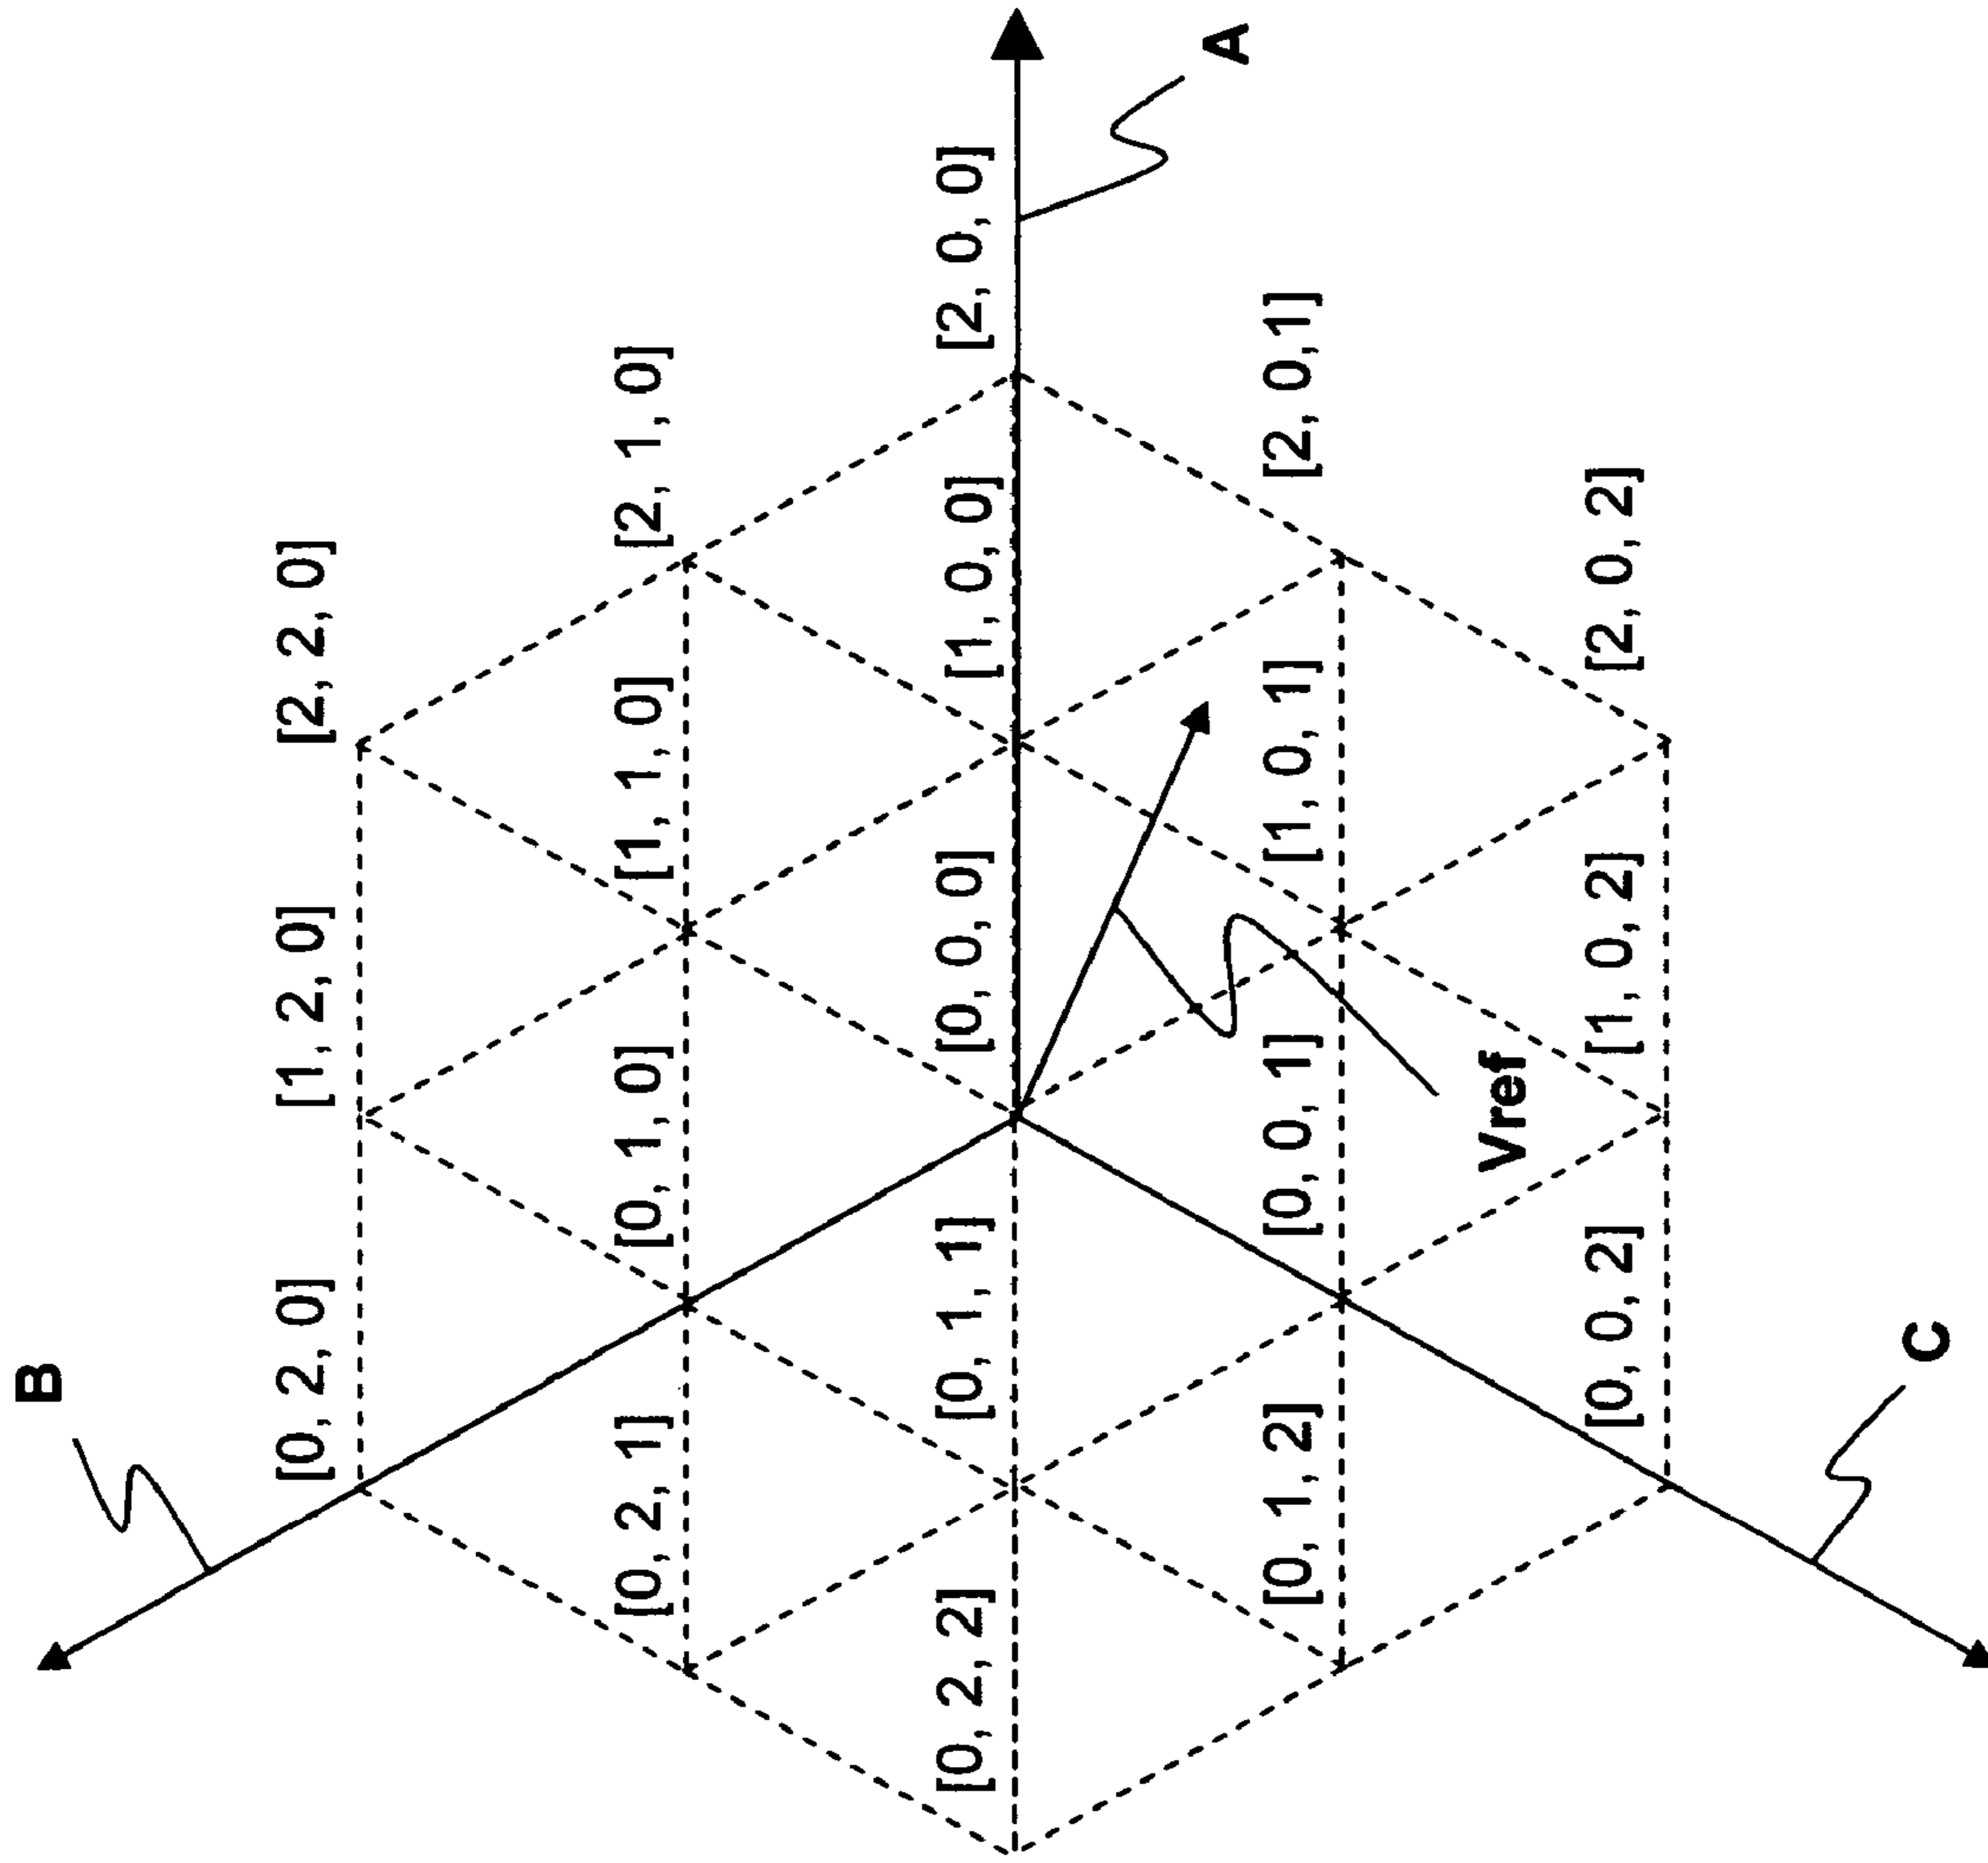 B
[0, 2, 0]
[1, 2, 0]
[2, 2, 0]
[0, 2, 1]
[0, 1, 0]
[1, 1, 0]
[2, 1, 0]
[0, 2, 2]
[0, 1, 1]
[0, 0, 0]
[1, 0, 0]
[2, 0, 0]
A
[0, 1, 2]
[0, 0, 1]
[1, 0, 1]
[2, 0,1]
Vref
[0, 0, 2]
[1, 0, 2]
[2, 0, 2]
C